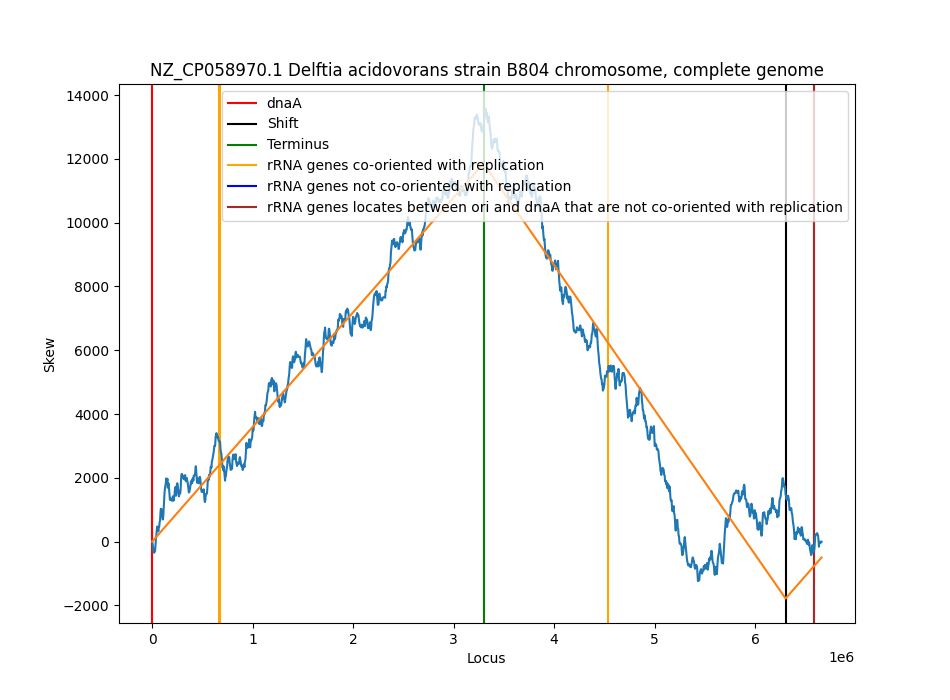 NZ_CP058970.1 Delftia acidovorans strain B804 chromosome, complete genome
14000
12000
10000
8000
6000
4000
2000
0
−2000
Skew
dnaA
Shift
Terminus
rRNA genes co-oriented with replication
rRNA genes not co-oriented with replication
rRNA genes locates between ori and dnaA that are not co-oriented with replication
0 1 2 3 4 5 6
1e6
Locus